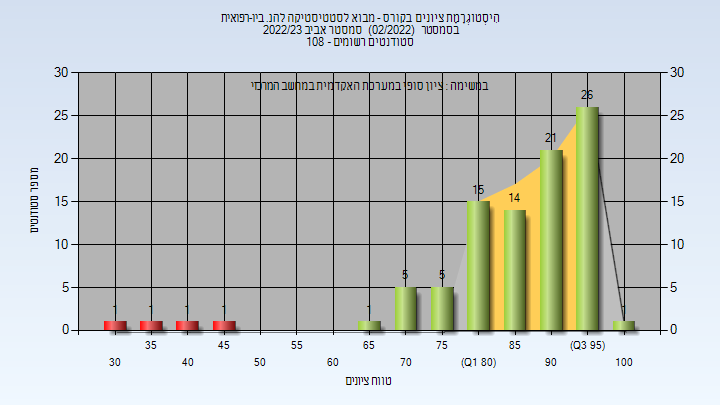 היסטוגרמת ציונים בקורס - מבוא לסטטיסטיקה להנ. ביו-רפואית
בסמסטר (02/2022) סמסטר אביב 2022/23
סטודנטים רשומים - 108
במשימה : ציון סופי במערכת האקדמית במחשב המרכזי
30 30
25 25
20 20
15 15
10 10
5 5
0 0
מספר סטודנטים
1 1 1 1 1 5 5 15 14 21 26 1
35 45 55 65 75 85 (Q3 95)
30 40 50 60 70 (Q1 80) 90 100
טווח ציונים